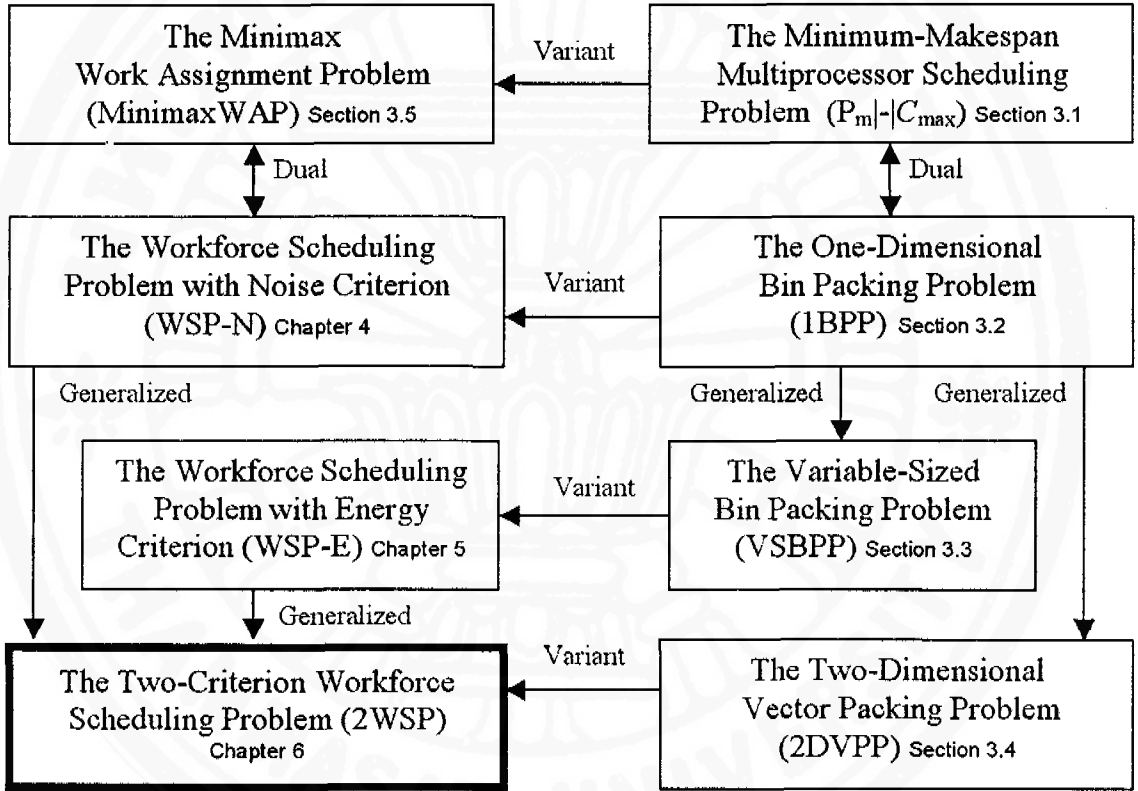 The Minimax
Work Assignment Problem
(MinimaxWAP) Section 3.5
Variant
The Minimum-Makespan
Multiprocessor Scheduling
Problem (Pm|-|Cmax) Section 3.1
Dual
Dual
The Workforce Scheduling
Problem with Noise Criterion
(WSP-N) Chapter 4
Variant
The One-Dimensional
Bin Packing Problem
(1BPP) Section 3.2
Generalized
Generalized
Generalized
The Workforce Scheduling
Problem with Energy
Criterion (WSP-E) Chapter 5
Variant
The Variable-Sized
Bin Packing Problem
(VSBPP) Section 3.3
Generalized
The Two-Criterion Workforce
Scheduling Problem (2WSP)
Chapter 6
Variant
The Two-Dimensional
Vector Packing Problem
(2DVPP) Section 3.4